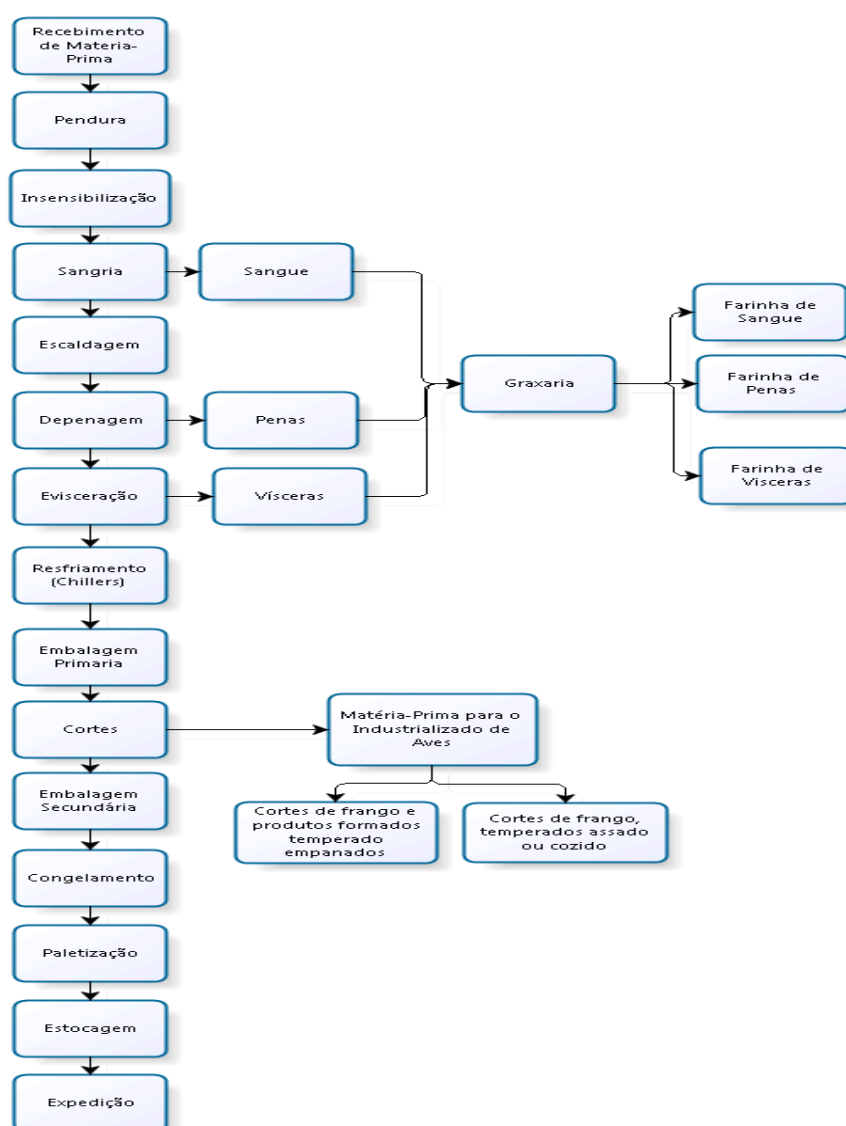 Recebimento
de Materia-
Prima
Pendura
Insensibilização
Sangria
Sangue
Escaldagem
Depenagem
Penas
Evisceração
Vísceras
Graxaria
Farinha de
Sangue
Farinha de
Penas
Farinha de
Visceras
Resfriamento
(Chillers)
Embalagem
Primaria
Cortes
Matéria-Prima para o
Industrializado de
Aves
Cortes de frango e
produtos formados
temperado
empanados
Cortes de frango,
temperados assado
ou cozido
Embalagem
Secundária
Congelamento
Paletização
Estocagem
Expedição